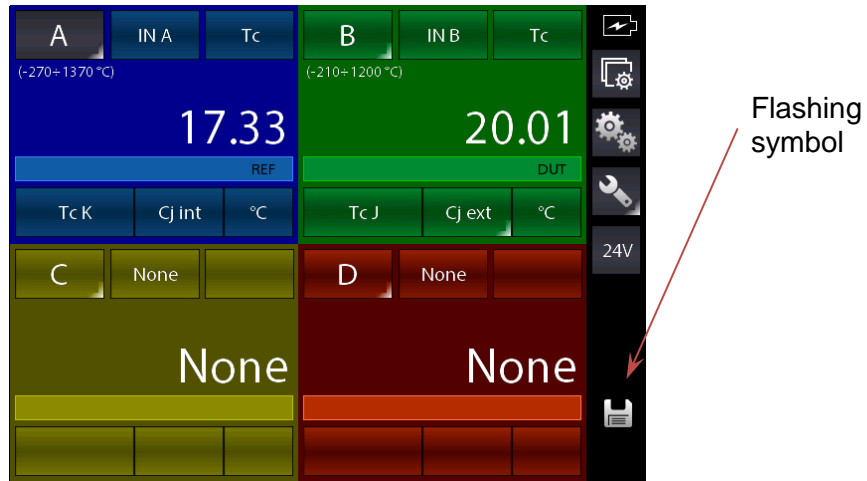 A IN A Tc
(-270÷1370 °C)
17.33
REF
Tc K Cj int °C
B IN B Tc
(-210÷1200 °C)
20.01
DUT
Tc J Cj ext °C
C None
None
D None
None
24V
Flashing
symbol